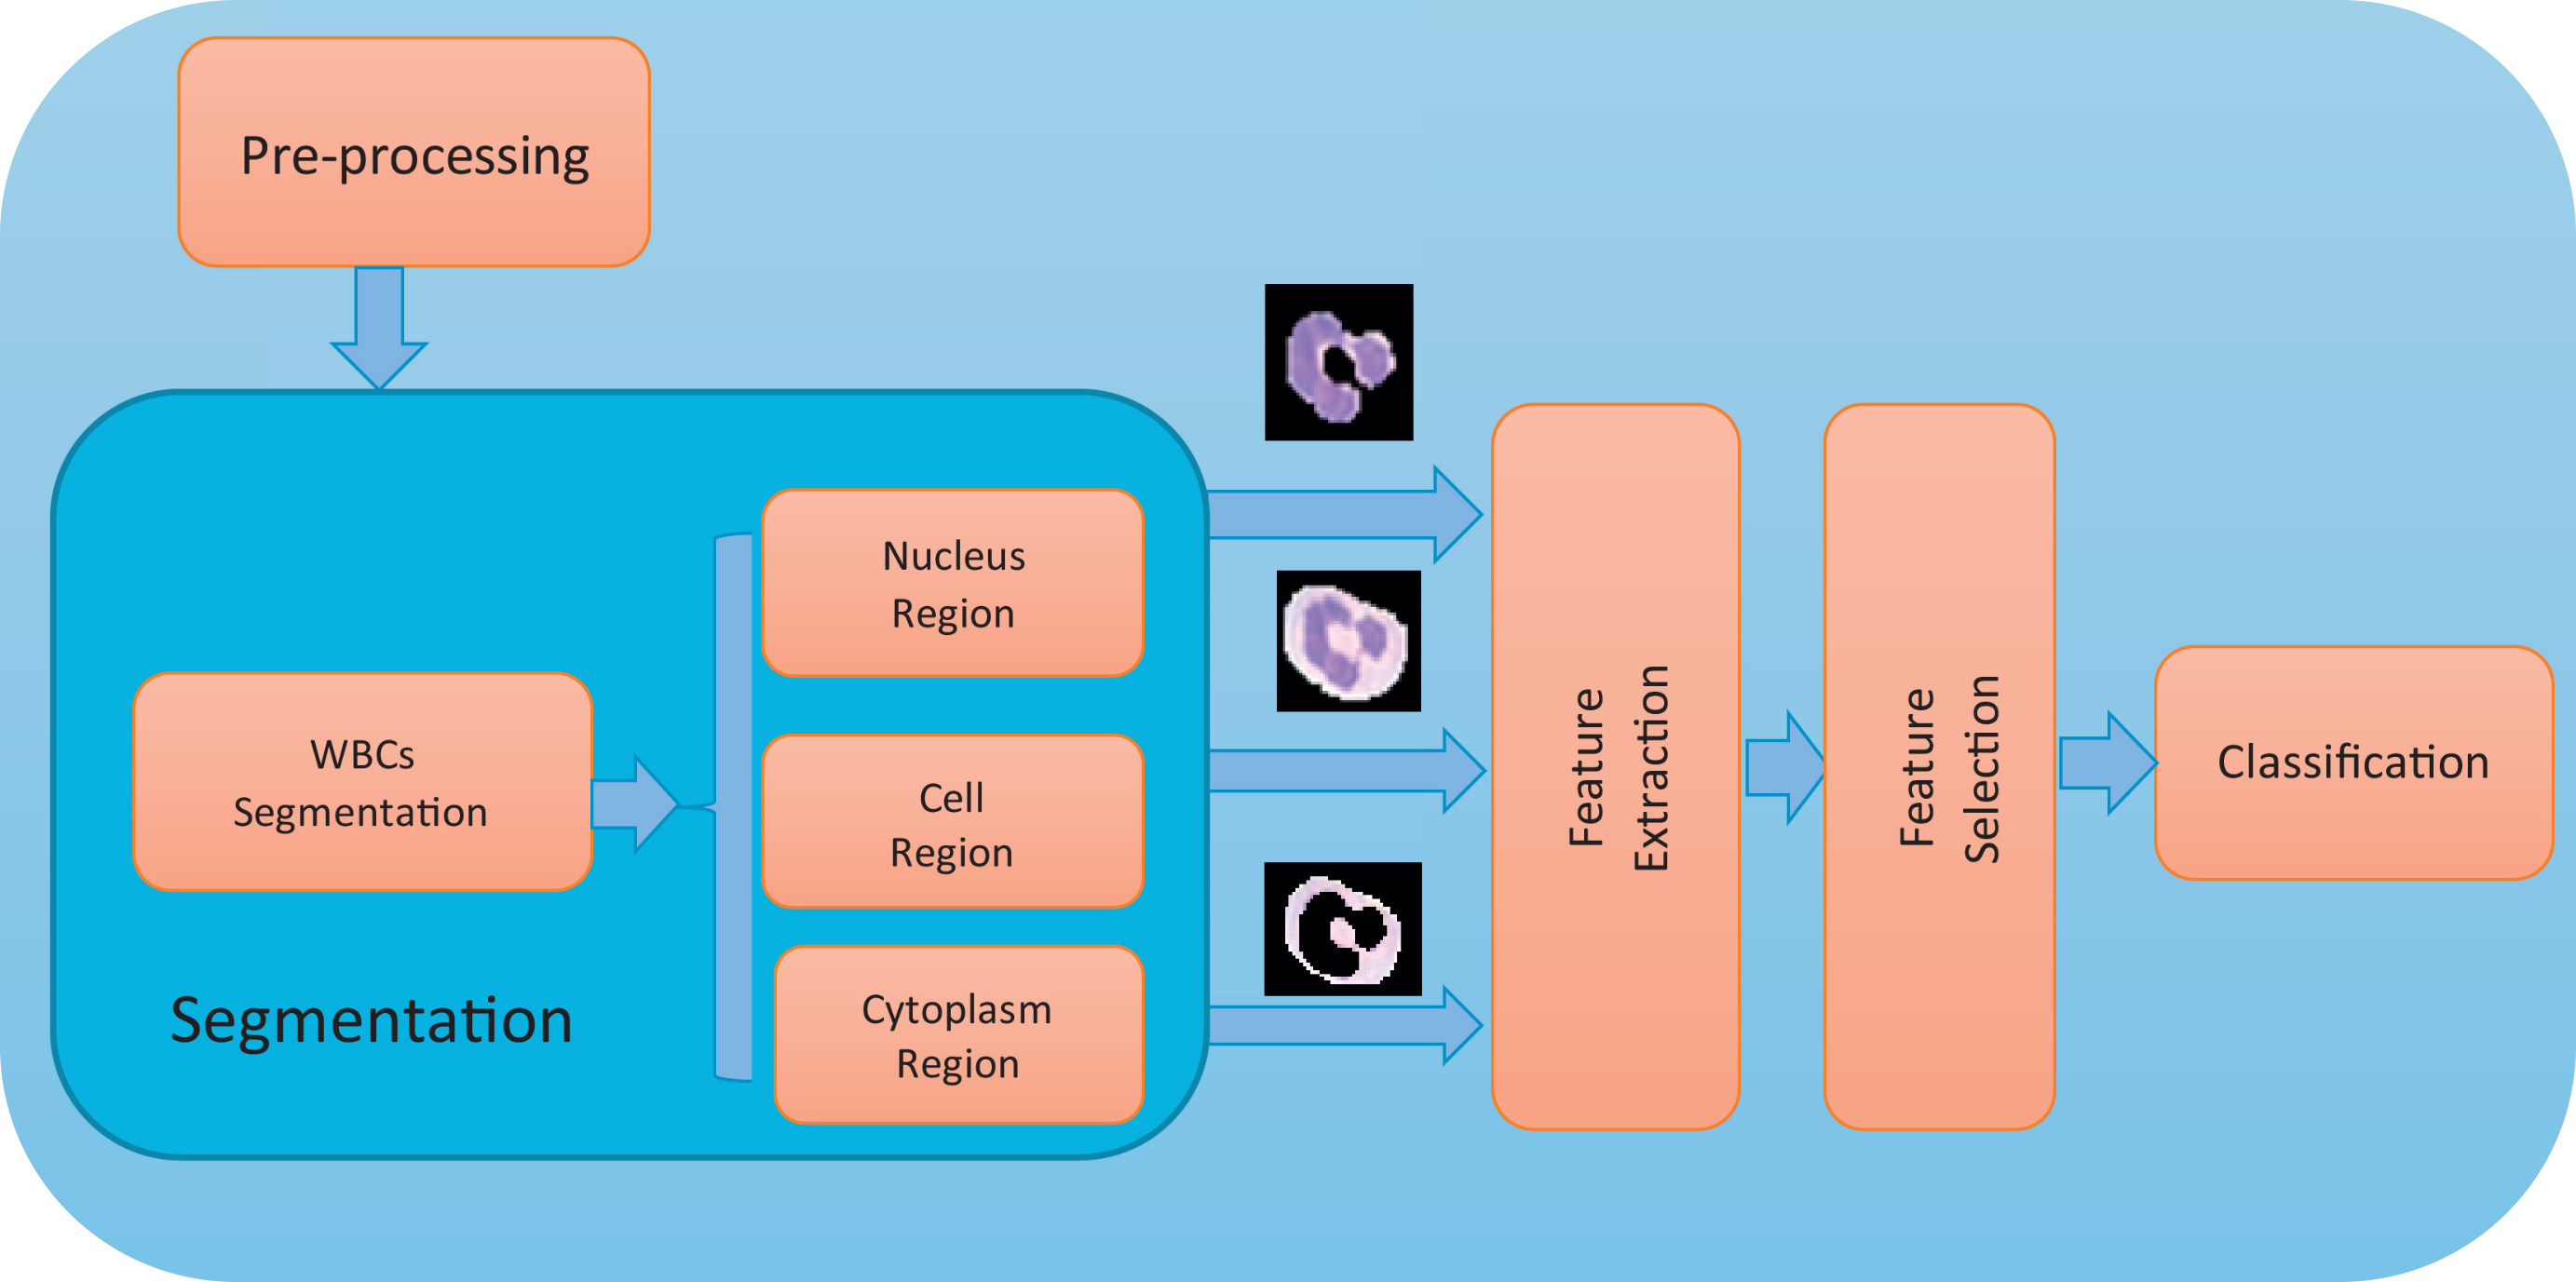 Pre-processing
WBCs
Segmentation
Segmentation
Nucleus
Region
Cell
Region
Cytoplasm
Region
Feature
Extraction
Feature
Selection
Classification